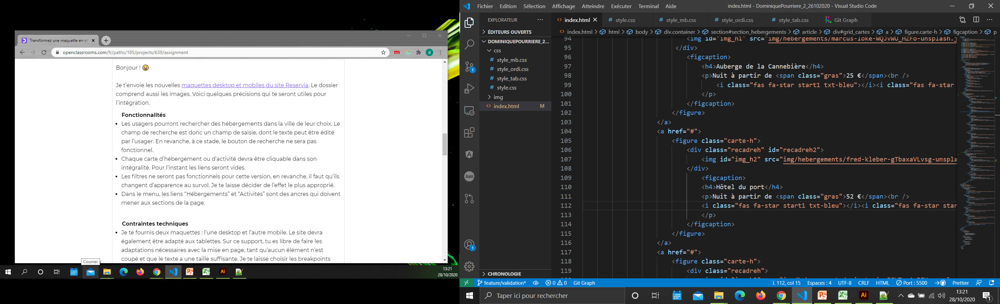 Transformez une maquette en sit
openclassrooms.com/fr/paths/185/projects/639/assignment
d
Bonjour ! 😀
Je t'envoie les nouvelles maquettes desktop et mobiles du site Reservia. Le dossier
comprend aussi les images. Voici quelques précisions qui te seront utiles pour
l'intégration.
Fonctionnalités
Les usagers pourront rechercher des hébergements dans la ville de leur choix. Le
champ de recherche est donc un champ de saisie, dont le texte peut être édité
par l'usager. En revanche, à ce stade, le bouton de recherche ne sera pas
fonctionnel.
Chaque carte d'hébergement ou d'activité devra être cliquable dans son
intégralité. Pour l'instant les liens seront vides.
Les filtres ne seront pas fonctionnels pour cette version, en revanche, il faut qu'ils
changent d'apparence au survol. Je te laisse décider de l'effet le plus approprié.
Dans le menu, les liens “Hébergements” et “Activités” sont des ancres qui doivent
mener aux sections de la page.
Contraintes techniques
Je te fournis deux maquettes : l'une desktop et l'autre mobile. Le site devra
également être adapté aux tablettes. Sur ce support, tu es libre de faire les
adaptations nécessaires avec la mise en page, tant qu'aucun élément n'est
coupé et que le texte a une taille suffisante. Je te laisse choisir les breakpoints
Courrier
13:21
28/10/2020
Fichier Edition Sélection Affichage Atteindre Exécuter Terminal Aide
index.html - DominiquePourriere_2_26102020 - Visual Studio Code
EXPLORATEUR
ÉDITEURS OUVERTS
DOMINIQUEPOURRIERE_2...
css
# style_mb.css
# style_ordi.css
# style_tab.css
# style.css
img
<> index.html M
CHRONOLOGIE
<> index.html # style.css # style_mb.css # style_ordi.css # style_tab.css Git Graph
<> index.html > html > body > div.container > section#section_hebergements > article > div#grid_cartes > a > figure.carte-h > figcaption > p
94 <img id="img_h1" src="img/hebergements/marcus-loke-WQJvWU_HZFo-unsplash.j
95 </div>
96 <figcaption>
97 <h4>Auberge de la Cannebière</h4>
98 <p>Nuit à partir de <span class="gras">25 €</span><br />
99 <i class="fas fa-star start1 txt-bleu"></i><i class="fas fa-star
100 </p>
101 </figcaption>
102 </figure>
103 </a>
104 <a href="#">
105 <figure class="carte-h">
106 <div class="recadreh" id="recadreh2">
107 <img id="img_h2" src="img/hebergements/fred-kleber-gTbaxaVLvsg-unspla
108 </div>
109 <figcaption>
110 <h4>Hôtel du port</h4>
111 <p>Nuit à partir de <span class="gras">52 €</span><br />
112 <i class="fas fa-star start1 txt-bleu"></i><i class="fas fa-star star
113 </p>
114 </figcaption>
115 </figure>
116 </a>
117 <a href="#">
118 <figure class="carte-h">
119 <div class="recadreh">
feature/validation* 0 0 Git Graph
L 112, col 15 Espaces : 4 UTF-8 CRLF HTML Port : 5500 Prettier
Taper ici pour rechercher
13:21
28/10/2020